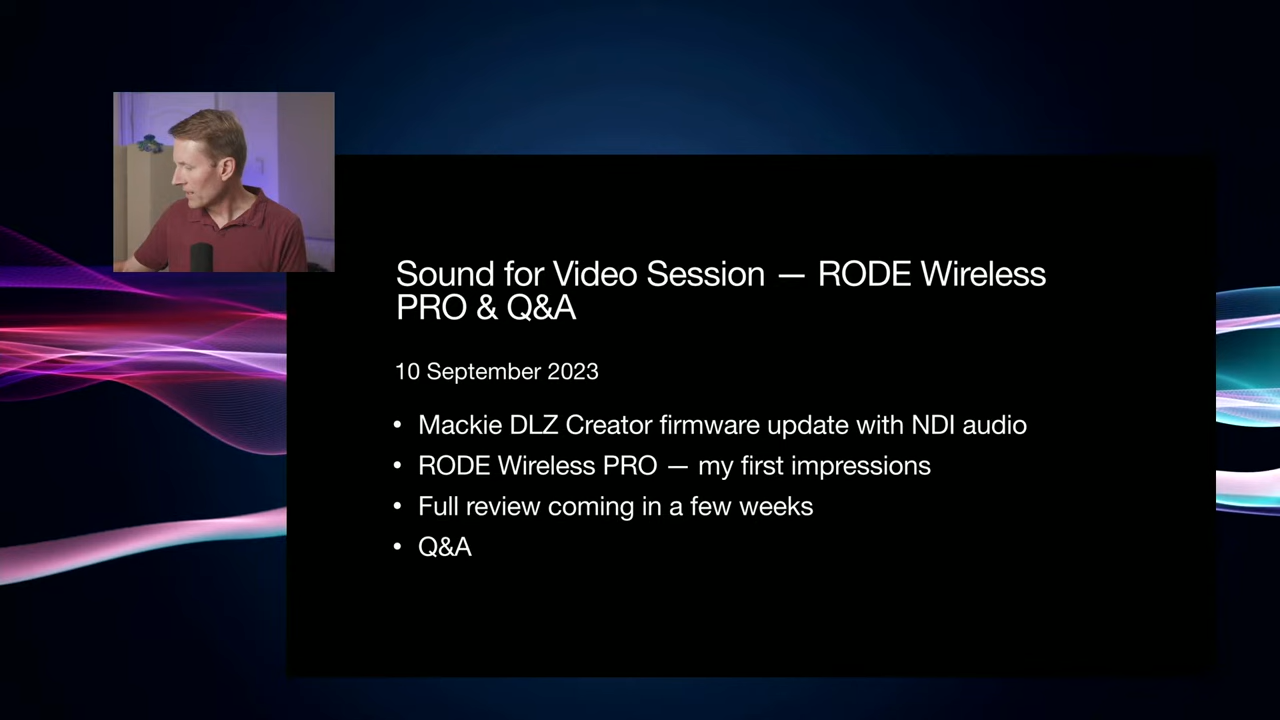 Sound for Video Session — RODE Wireless
PRO & Q&A
10 September 2023
• Mackie DLZ Creator firmware update with NDI audio
• RODE Wireless PRO — my first impressions
• Full review coming in a few weeks
• Q&A